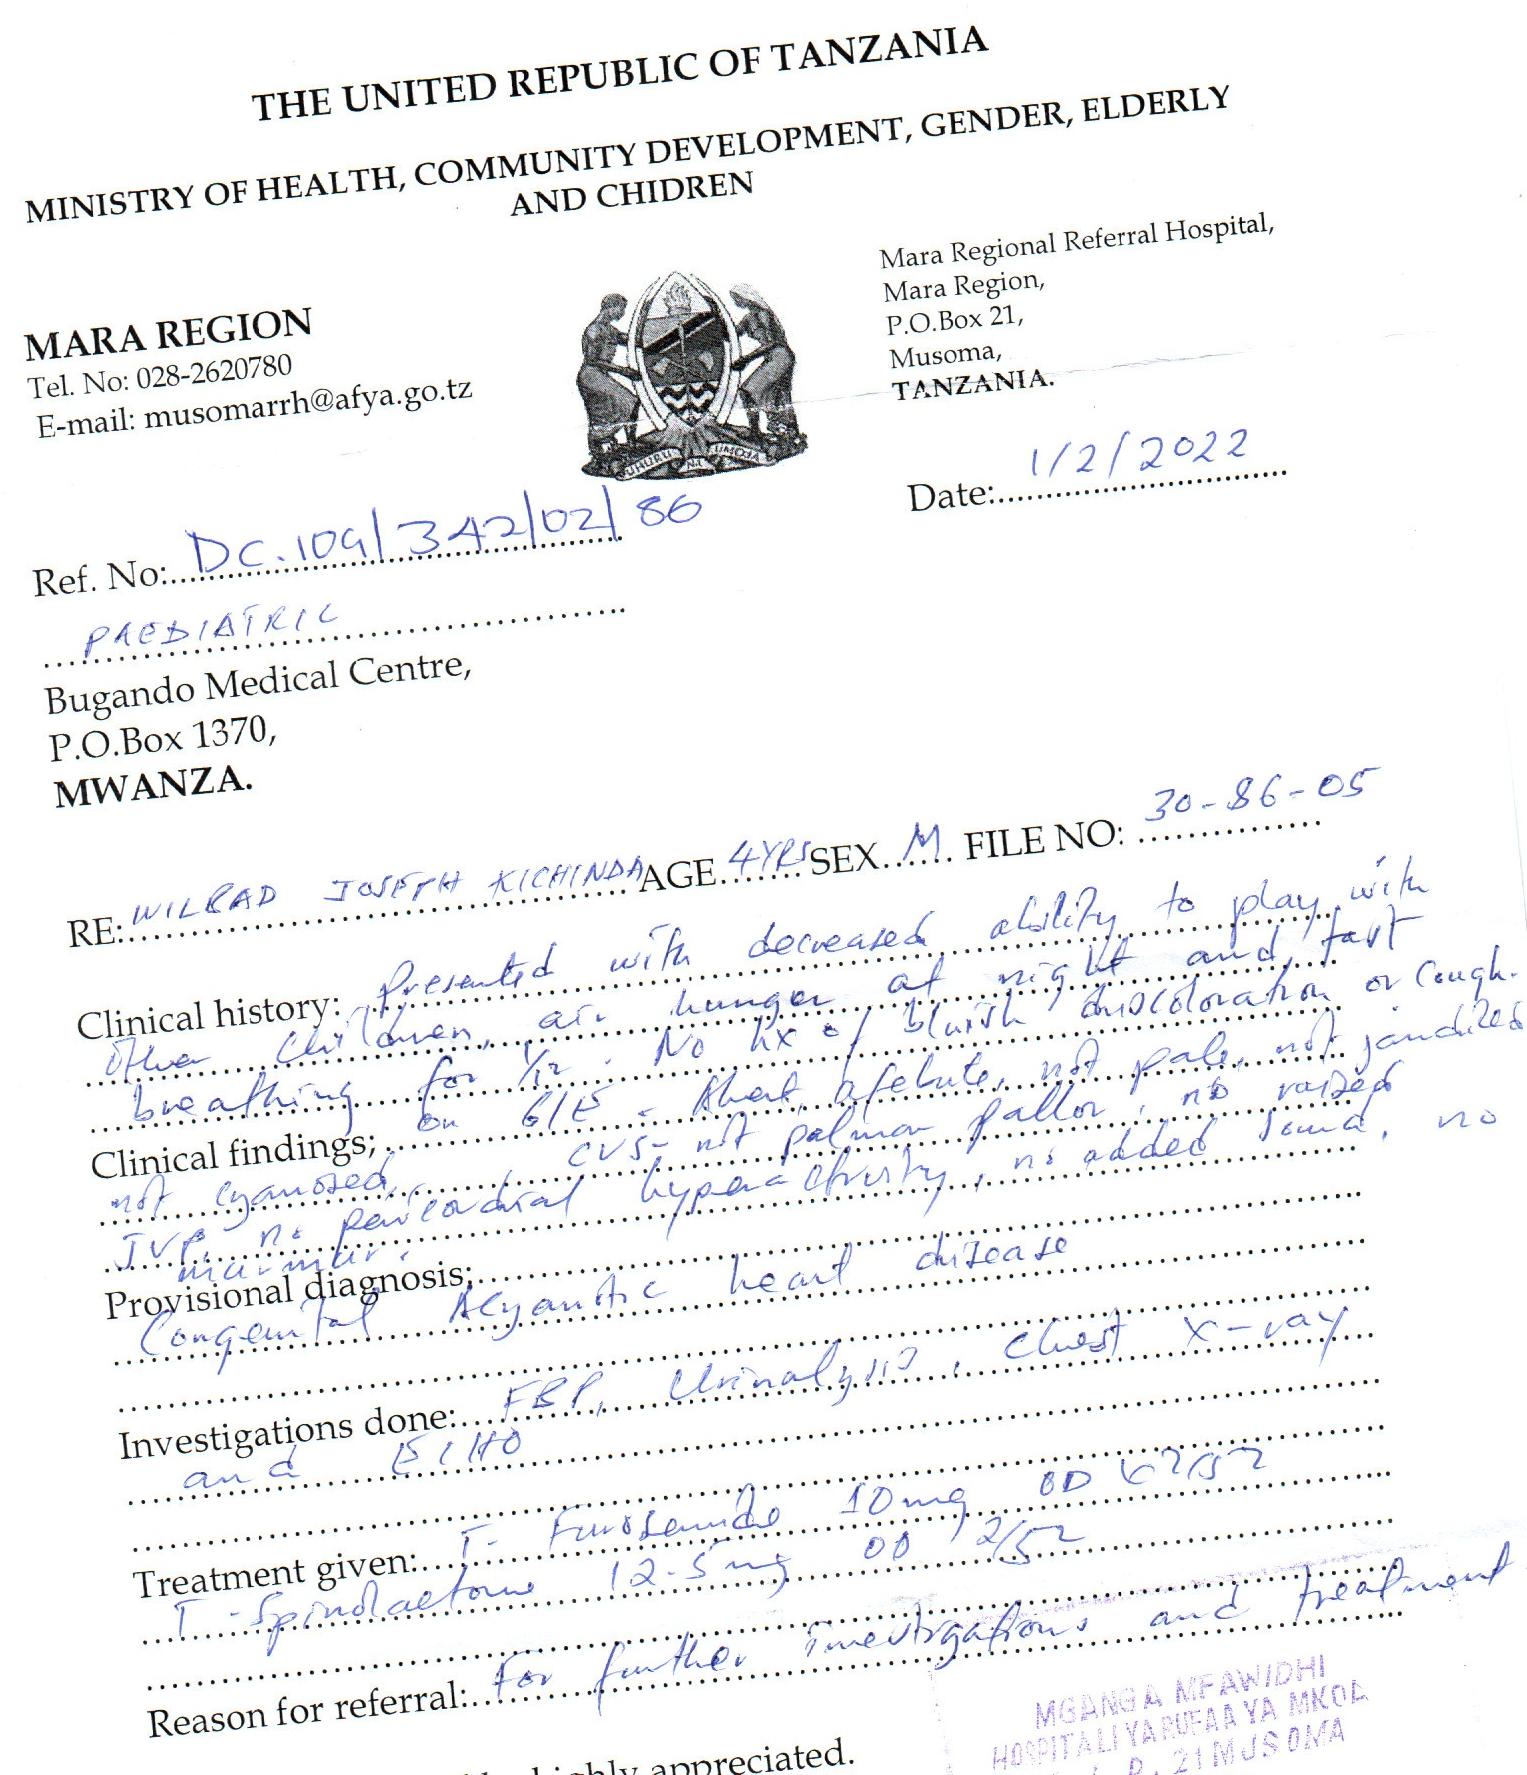 THE UNITED REPUBLIC OF TANZANIA
MINISTRY OF HEALTH, COMMUNITY DEVELOPMENT, GENDER, ELDERLY
AND CHIDREN
MARA REGION
Tel. No: 028-2620780
E-mail: musomarrh@afya.go.tz
UHURU NA UMOJA
Mara Regional Referral Hospital,
Mara Region,
P.O.Box 21,
Musoma,
TANZANIA.
Date: 1/2/2022
Ref. No: DC.109/342/02/86
PAEDIATRIC
Bugando Medical Centre,
P.O.Box 1370,
MWANZA.
RE: WILBAD JOSEPH KICHINDA AGE 4YRS SEX M FILE NO: 30-86-05
Clinical history: Presented with decreased ability to play with
other children, air hunger at night and fast
breathing for 1/12. No hx of bluish discoloration or cough.
Clinical findings; on G/E - Alert, afebrile, not pale, not jaundized
not cyanosed, CVS - not palmar pallor, no raised
JVP, no pericordial hyperactivity, no added sound, no
murmur.
Provisional diagnosis;
Congenital Acyanotic heart disease
Investigations done: FBP, Urinalysis, chest X-ray
and ECHO
Treatment given: T- Furosemide 10mg OD 2/52
T - Spirolactone 12.5mg OD 2/52
Reason for referral: For further investigations and treatment
highly appreciated.
MGANGA MFAWIDHI
HOSPITALI YA RUFAA YA MKOA
P. 21 MUSOMA